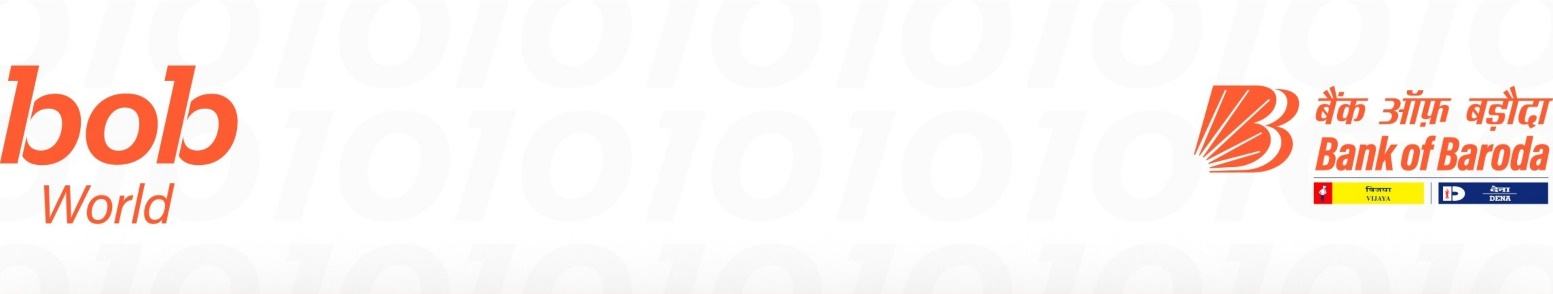 bob
World
बैंक ऑफ़ बड़ौदा
Bank of Baroda
विजया
VIJAYA
देना
DENA